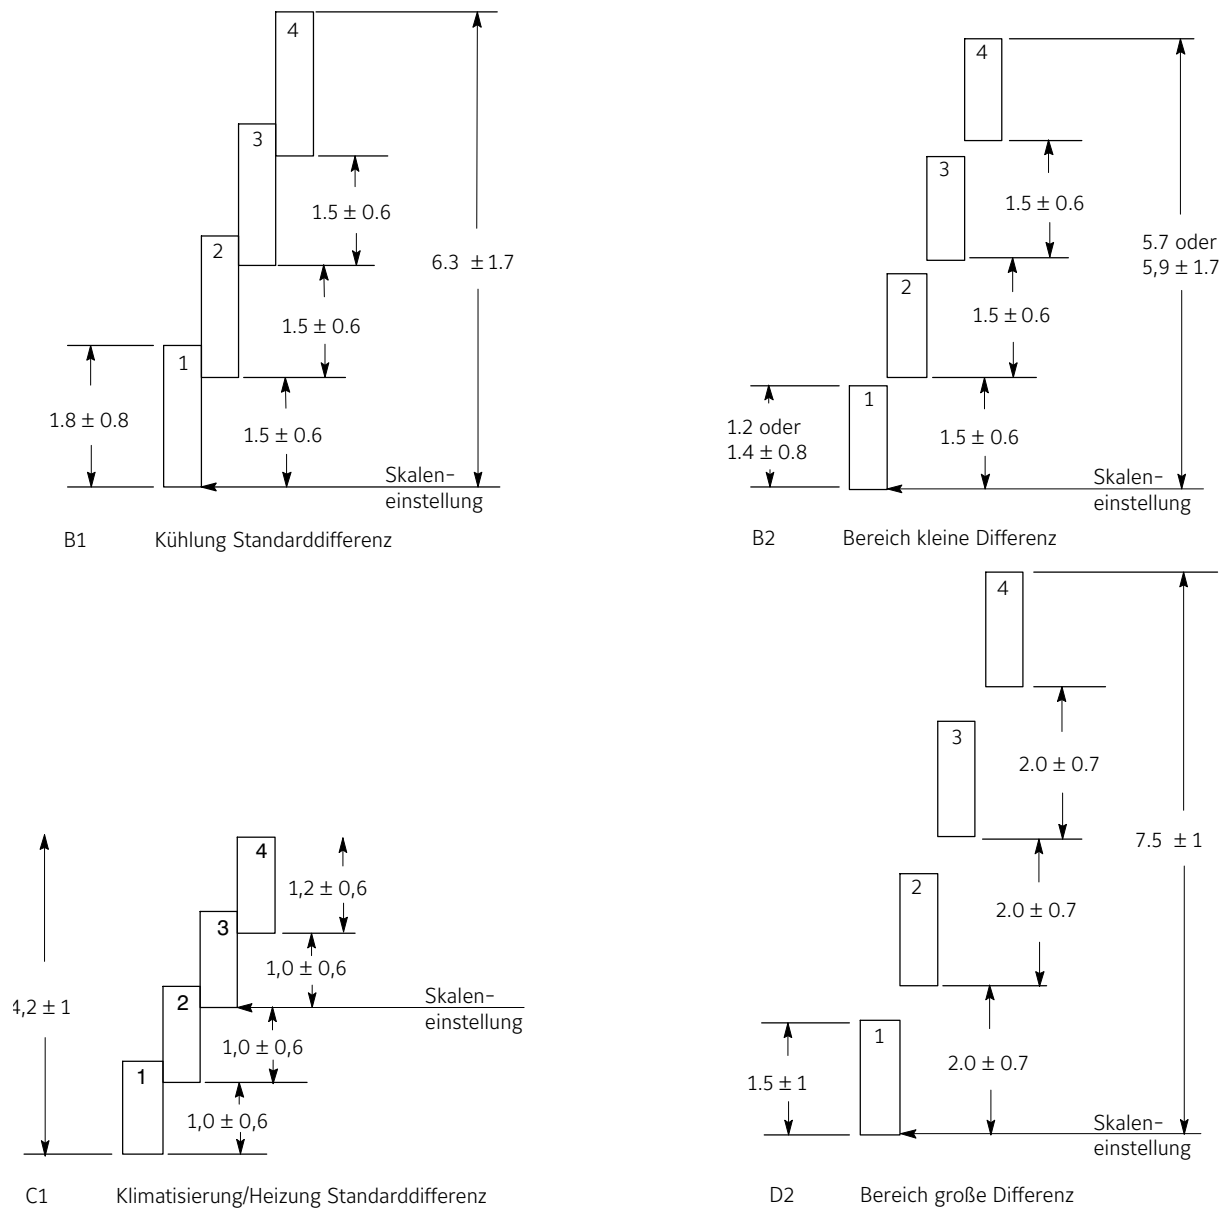 4
3
1.5 ± 0.6
6.3 ± 1.7
2
1.5 ± 0.6
1
1.8 ± 0.8
1.5 ± 0.6
Skalen-
einstellung
B1 Kühlung Standarddifferenz
4
3
1.5 ± 0.6
5.7 oder
5,9 ± 1.7
2
1.5 ± 0.6
1
1.2 oder
1.4 ± 0.8
1.5 ± 0.6
Skalen-
einstellung
B2 Bereich kleine Differenz
4
1,2 ± 0,6
3
1,0 ± 0,6
2
Skalen-
einstellung
4,2 ± 1
1,0 ± 0,6
1
1,0 ± 0,6
C1 Klimatisierung/Heizung Standarddifferenz
4
3
2.0 ± 0.7
7.5 ± 1
2
2.0 ± 0.7
1
2.0 ± 0.7
1.5 ± 1
Skalen-
einstellung
D2 Bereich große Differenz